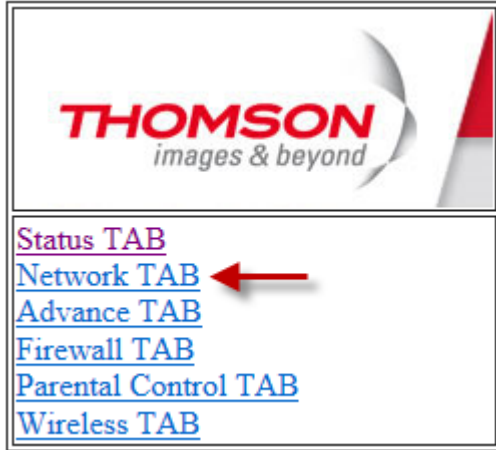 THOMSON
images & beyond
Status TAB
Network TAB
Advance TAB
Firewall TAB
Parental Control TAB
Wireless TAB